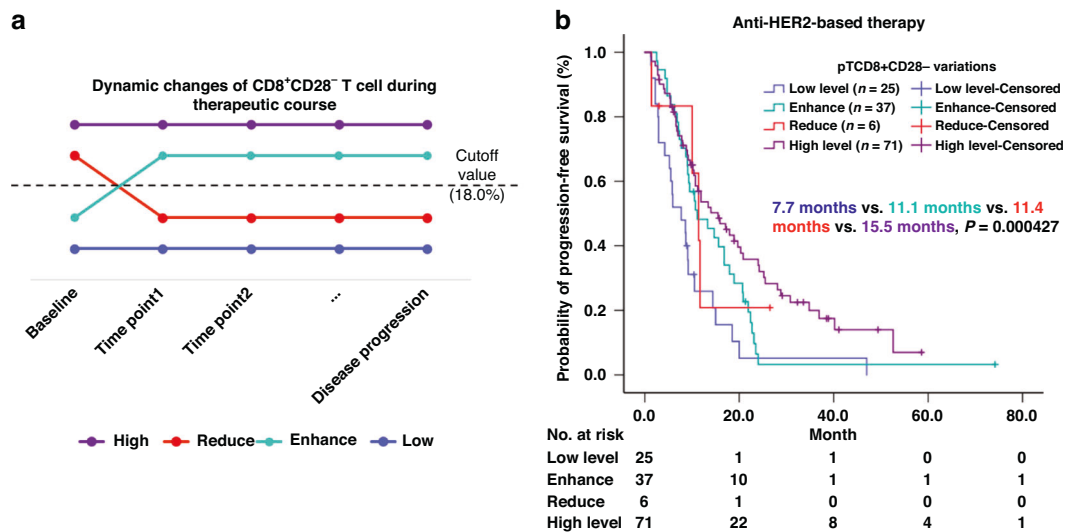 a
Dynamic changes of CD8⁺CD28⁻ T cell during
therapeutic course
Cutoff
value
(18.0%)
Baseline
Time point1
Time point2
...
Disease progression
High
Reduce
Enhance
Low
b
Anti-HER2-based therapy
Probability of progression-free survival (%)
1.0
0.8
0.6
0.4
0.2
0.0
pTCD8+CD28– variations
Low level (n = 25) Low level-Censored
Enhance (n = 37) Enhance-Censored
Reduce (n = 6) Reduce-Censored
High level (n = 71) High level-Censored
7.7 months vs. 11.1 months vs. 11.4
months vs. 15.5 months, P = 0.000427
0.0 20.0 40.0 60.0 80.0
No. at risk Month
Low level 25 1 1 0 0
Enhance 37 10 1 1 1
Reduce 6 1 0 0 0
High level 71 22 8 4 1